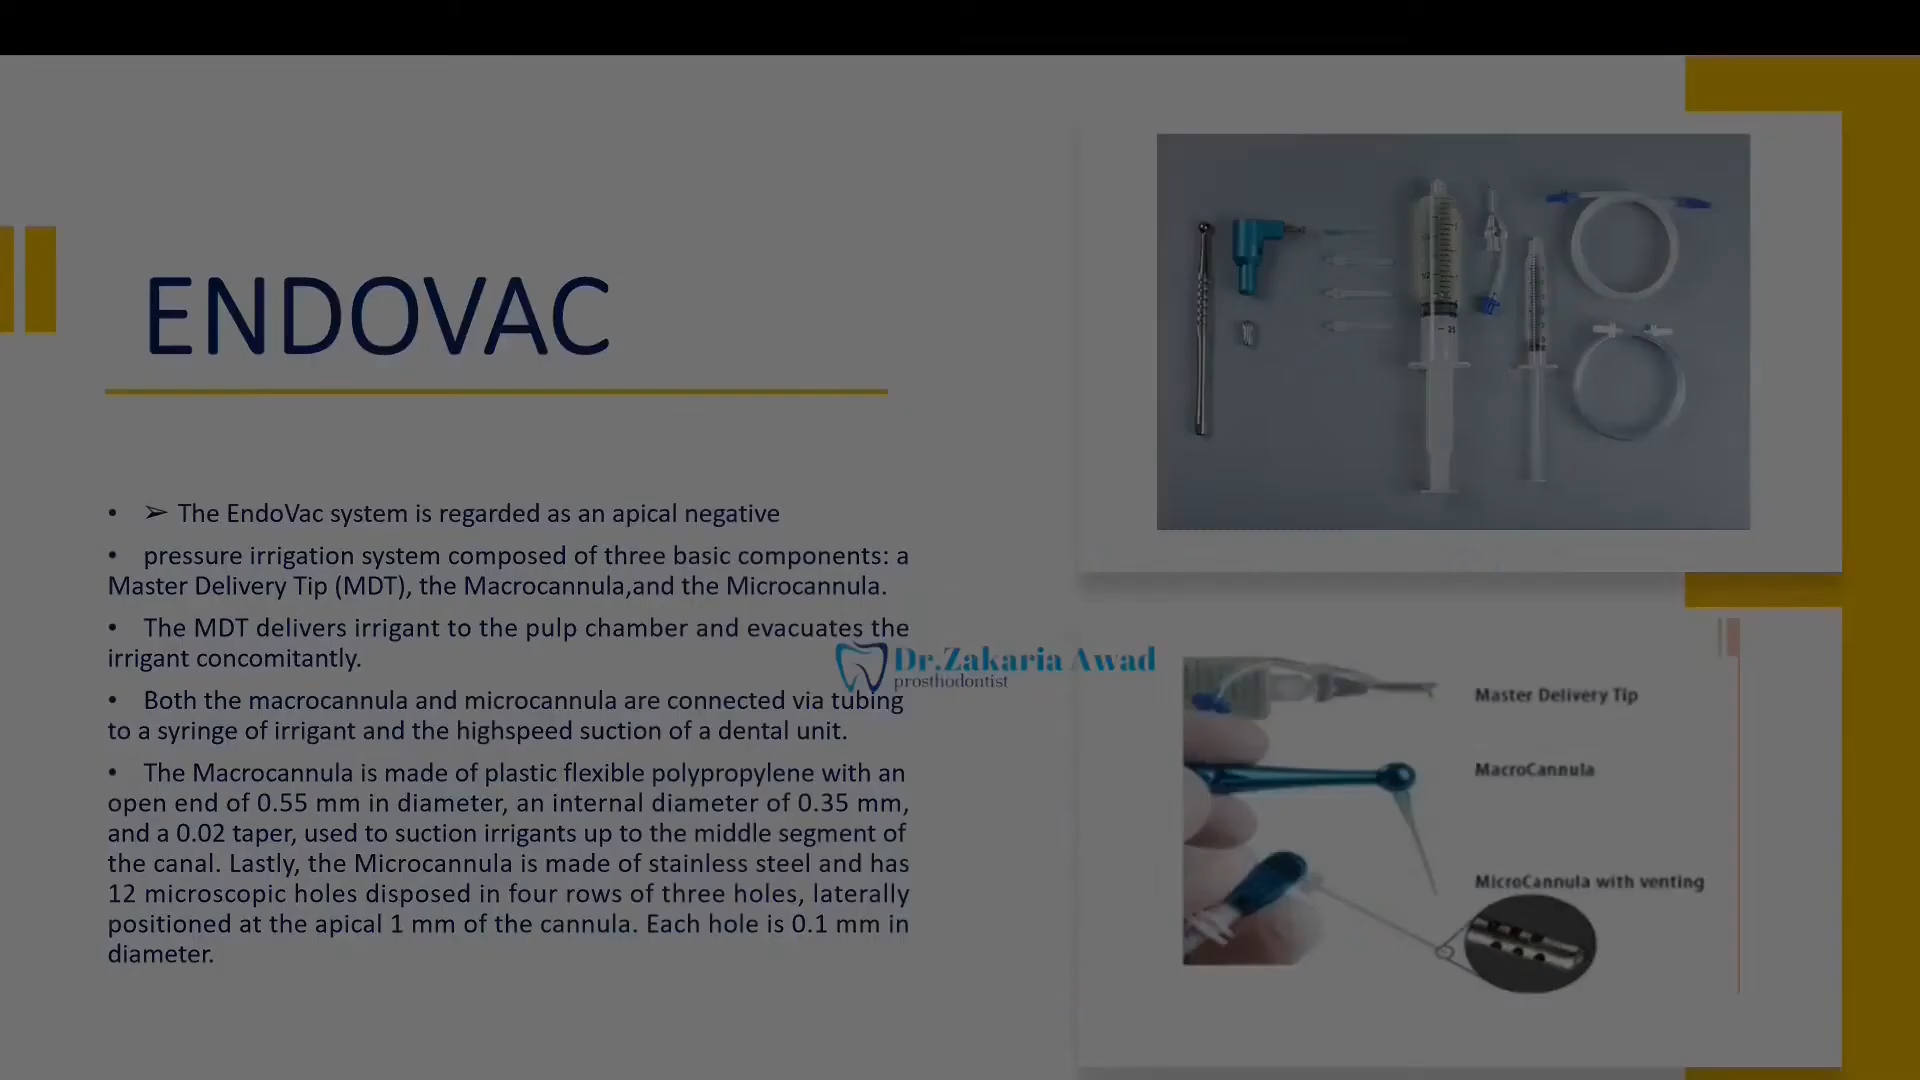 ENDOVAC
• ➢ The EndoVac system is regarded as an apical negative
• pressure irrigation system composed of three basic components: a
Master Delivery Tip (MDT), the Macrocannula,and the Microcannula.
• The MDT delivers irrigant to the pulp chamber and evacuates the
irrigant concomitantly.
• Both the macrocannula and microcannula are connected via tubing
to a syringe of irrigant and the highspeed suction of a dental unit.
• The Macrocannula is made of plastic flexible polypropylene with an
open end of 0.55 mm in diameter, an internal diameter of 0.35 mm,
and a 0.02 taper, used to suction irrigants up to the middle segment of
the canal. Lastly, the Microcannula is made of stainless steel and has
12 microscopic holes disposed in four rows of three holes, laterally
positioned at the apical 1 mm of the cannula. Each hole is 0.1 mm in
diameter.
Dr.Zakaria Awad
prosthodontist
Master Delivery Tip
MacroCannula
MicroCannula with venting